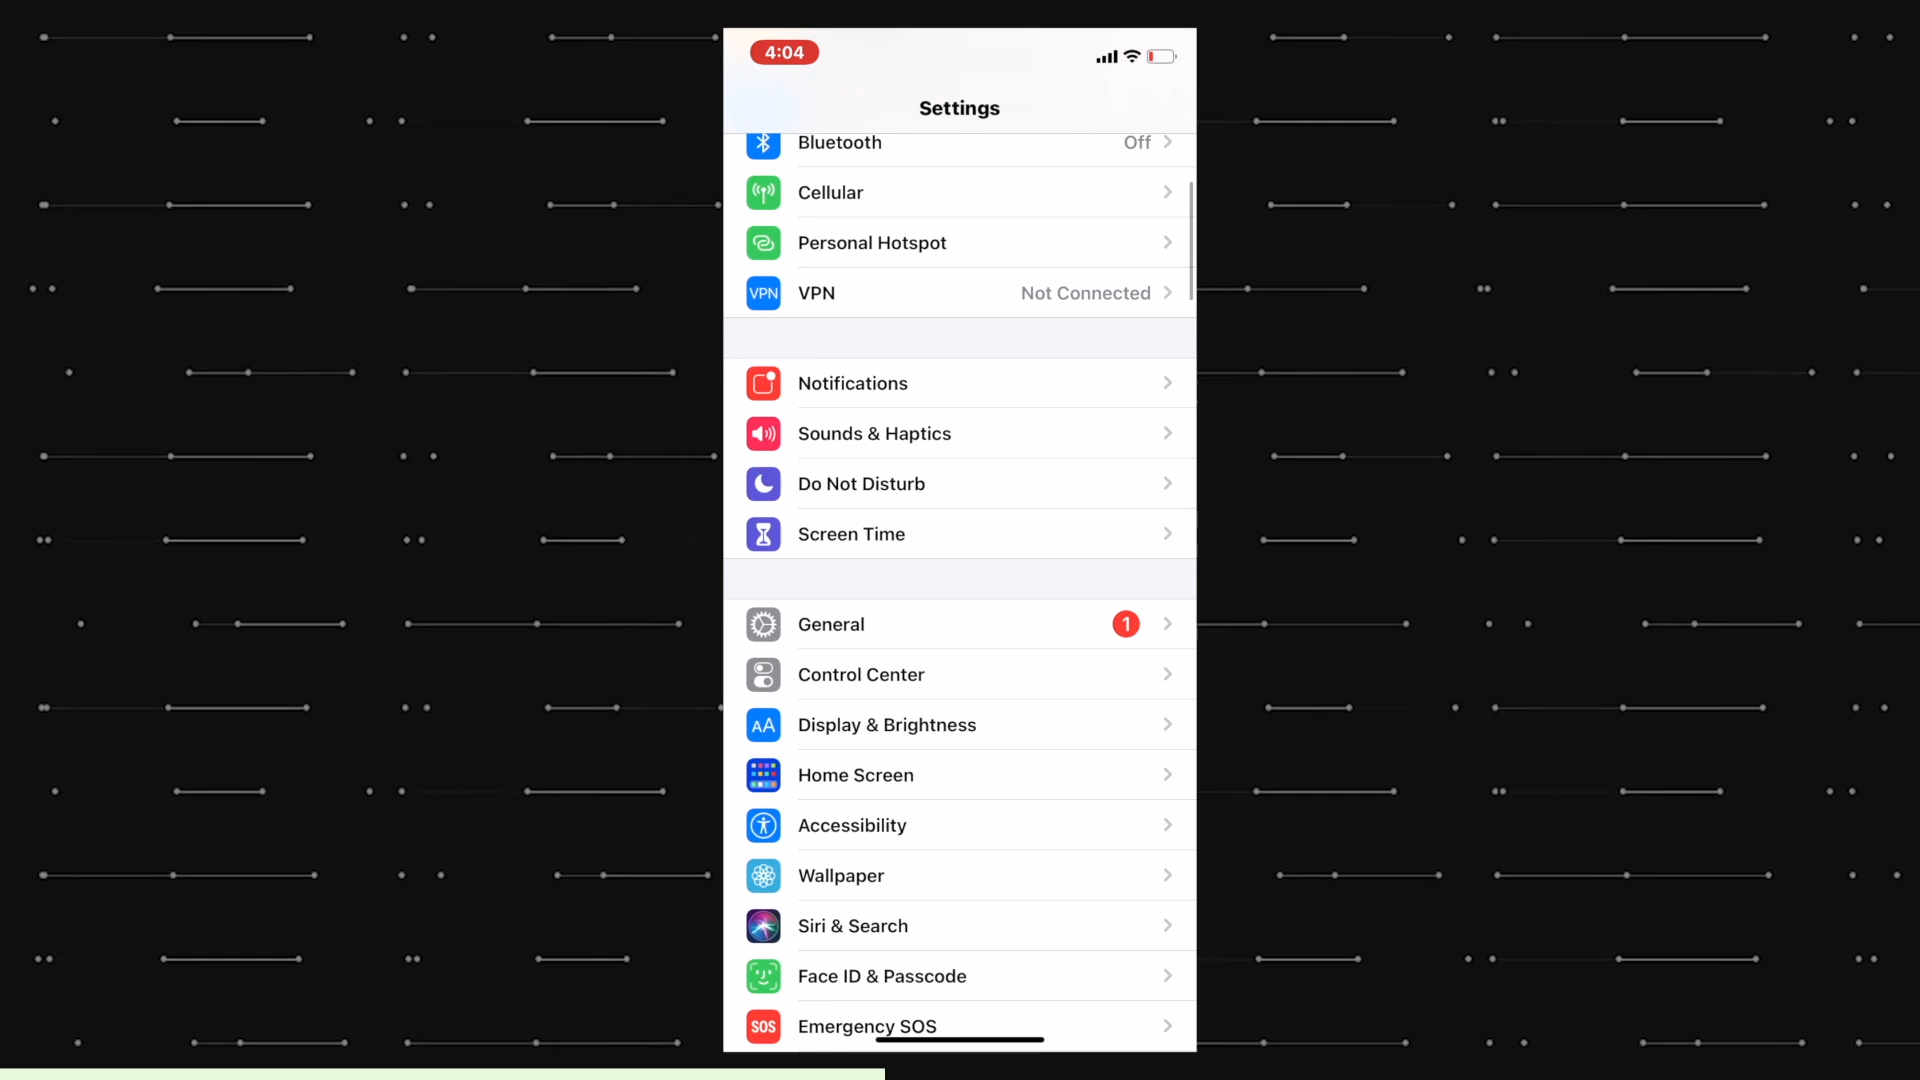 4:04
Settings
Bluetooth Off
Cellular
Personal Hotspot
VPN VPN Not Connected
Notifications
Sounds & Haptics
Do Not Disturb
Screen Time
General 1
Control Center
AA Display & Brightness
Home Screen
Accessibility
Wallpaper
Siri & Search
Face ID & Passcode
SOS Emergency SOS